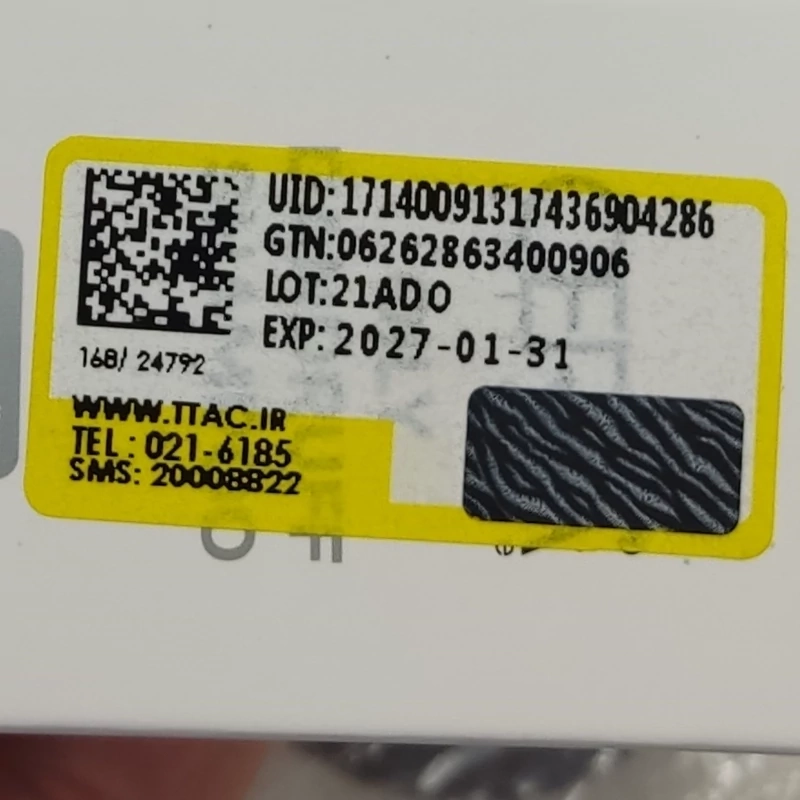 UID:17140091317436904286
GTN:06262863400906
LOT:21ADO
EXP: 2027-01-31
168/ 24792
WWW.TTAC.IR
TEL: 021-6185
SMS: 20008822